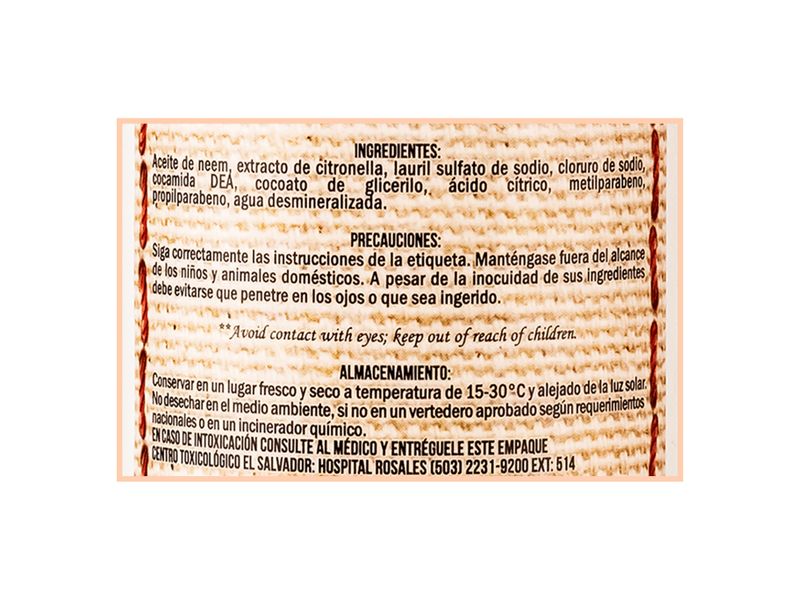 INGREDIENTES:
Aceite de neem, extracto de citronella, lauril sulfato de sodio, cloruro de sodio,
cocamida DEA, cocoato de glicerilo, ácido cítrico, metilparabeno,
propilparabeno, agua desmineralizada.
PRECAUCIONES:
Siga correctamente las instrucciones de la etiqueta. Manténgase fuera del alcance
de los niños y animales domésticos. A pesar de la inocuidad de sus ingredientes
debe evitarse que penetre en los ojos o que sea ingerido.
**Avoid contact with eyes; keep out of reach of children.
ALMACENAMIENTO:
Conservar en un lugar fresco y seco a temperatura de 15-30°C y alejado de la luz solar.
No desechar en el medio ambiente, si no en un vertedero aprobado según requerimientos
nacionales o en un incinerador químico.
EN CASO DE INTOXICACIÓN CONSULTE AL MÉDICO Y ENTRÉGUELE ESTE EMPAQUE
CENTRO TOXICOLÓGICO EL SALVADOR: HOSPITAL ROSALES (503) 2231-9200 EXT: 514